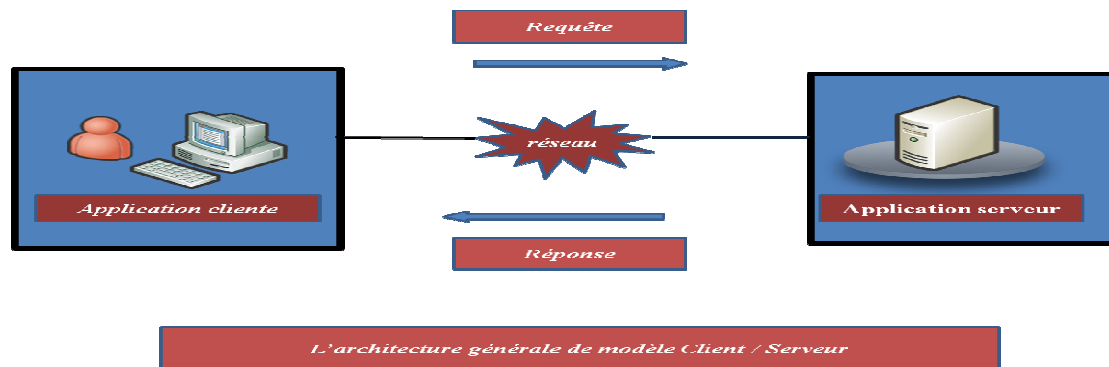 Requête
réseau
Application cliente
Application serveur
Réponse
L'architecture générale de modèle Client / Serveur